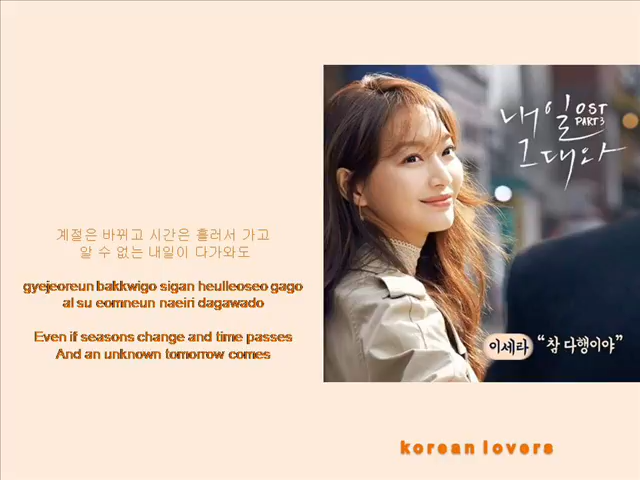 계절은 바뀌고 시간은 흘러서 가고
알 수 없는 내일이 다가와도
gyejeoreun bakkwigo sigan heulleoseo gago
al su eomneun naeiri dagawado
Even if seasons change and time passes
And an unknown tomorrow comes
내일 OST
PART 3
그대와
이세라 “참 다행이야”
korean lovers